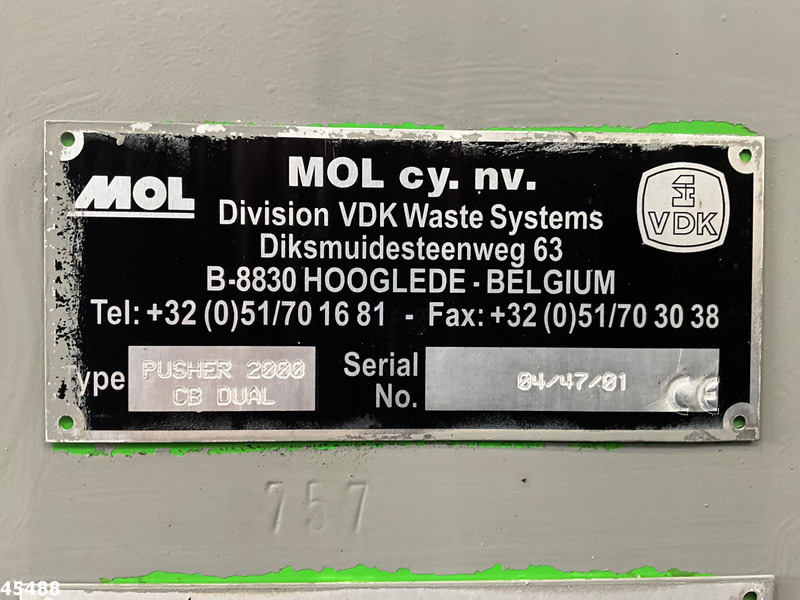 MOL
MOL cy. nv.
Division VDK Waste Systems
Diksmuidesteenweg 63
B-8830 HOOGLEDE - BELGIUM
Tel: +32 (0)51/70 16 81 - Fax: +32 (0)51/70 30 38
VDK
Type PUSHER 2000
CB DUAL
Serial No. 04/47/01
CE
757
45488